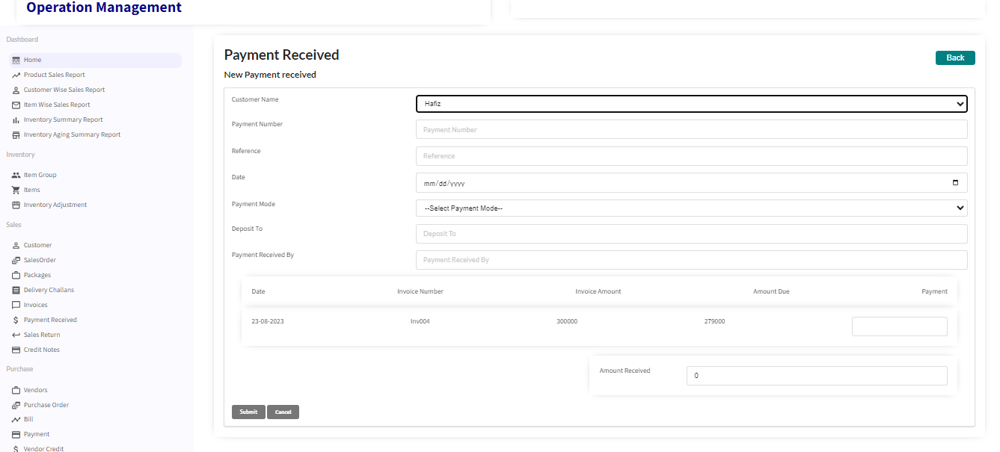 Operation Management
Dashboard
Home
Product Sales Report
Customer Wise Sales Report
Item Wise Sales Report
Inventory Summary Report
Inventory Aging Summary Report
Inventory
Item Group
Items
Inventory Adjustment
Sales
Customer
SalesOrder
Packages
Delivery Challans
Invoices
Payment Received
Sales Return
Credit Notes
Purchase
Vendors
Purchase Order
Bill
Payment
Vendor Credit
Payment Received
Back
New Payment received
Customer Name
Hafiz
Payment Number
Payment Number
Reference
Reference
Date
mm/dd/yyyy
Payment Mode
--Select Payment Mode--
Deposit To
Deposit To
Payment Received By
Payment Received By
Date Invoice Number Invoice Amount Amount Due Payment
23-08-2023 Inv004 300000 279000
Amount Received 0
Submit Cancel